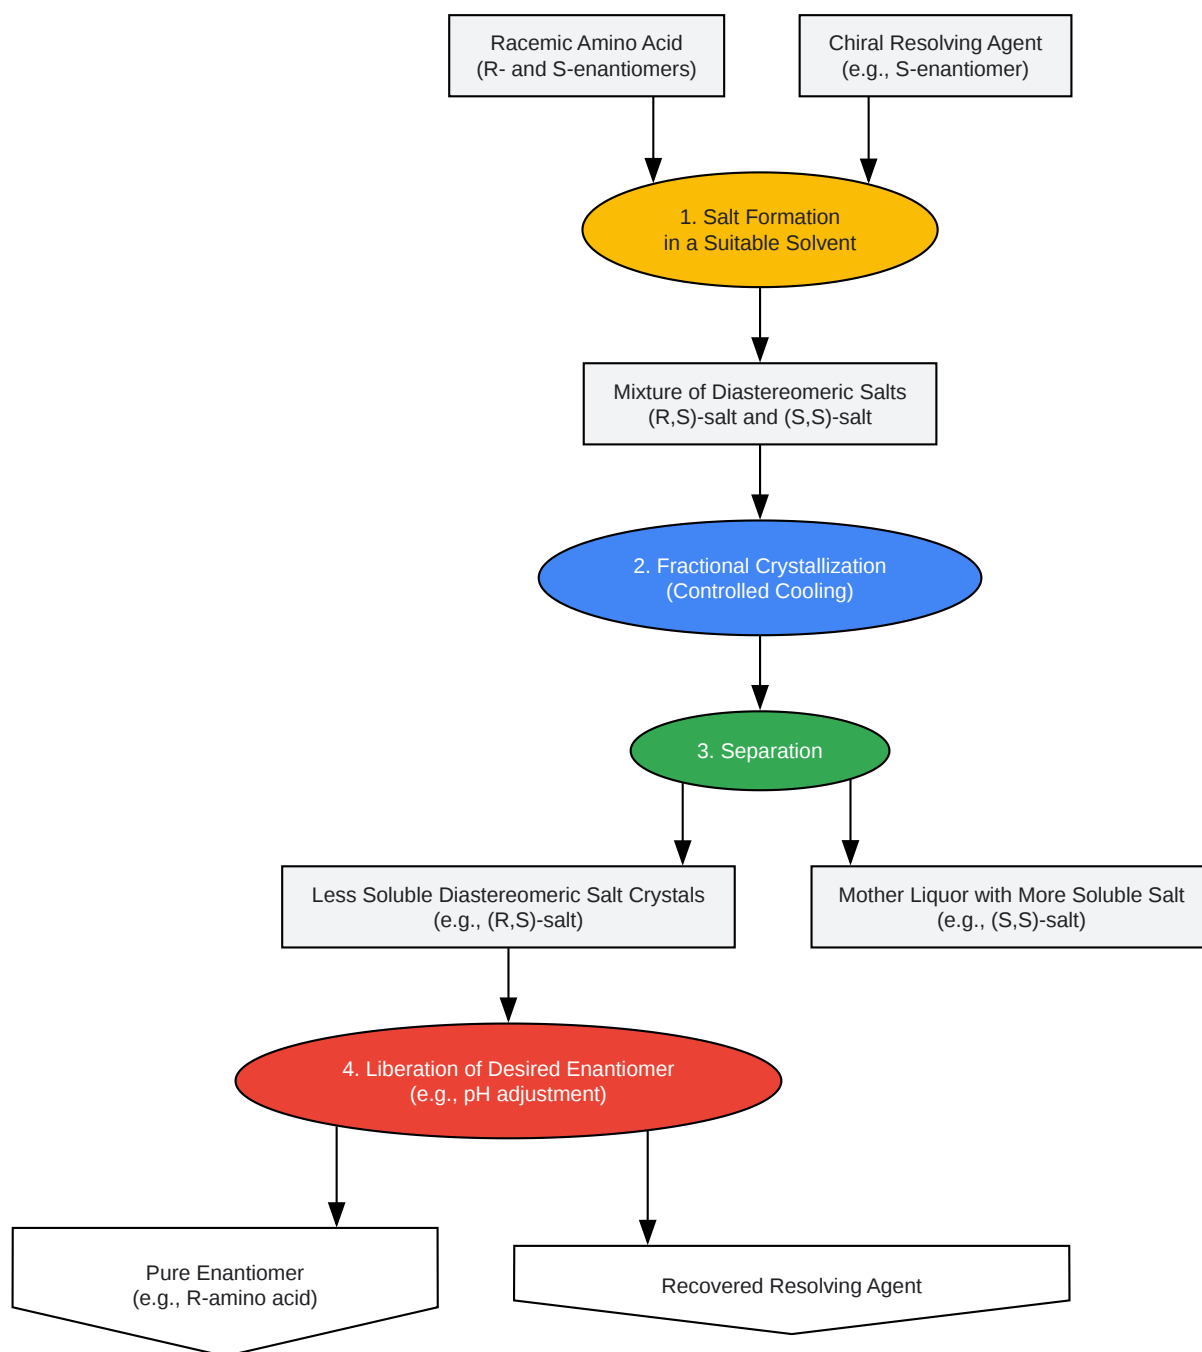 Racemic Amino Acid
(R- and S-enantiomers)
Chiral Resolving Agent
(e.g., S-enantiomer)
1. Salt Formation
in a Suitable Solvent
Mixture of Diastereomeric Salts
(R,S)-salt and (S,S)-salt
2. Fractional Crystallization
(Controlled Cooling)
3. Separation
Less Soluble Diastereomeric Salt Crystals
(e.g., (R,S)-salt)
Mother Liquor with More Soluble Salt
(e.g., (S,S)-salt)
4. Liberation of Desired Enantiomer
(e.g., pH adjustment)
Pure Enantiomer
(e.g., R-amino acid)
Recovered Resolving Agent